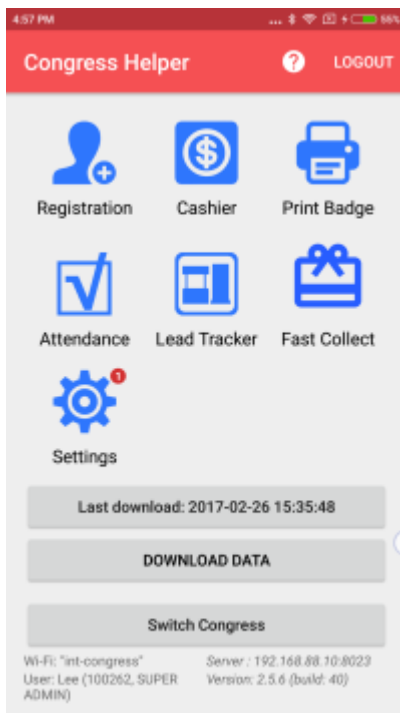 4:57 PM
... 56%
Congress Helper ? LOGOUT
Registration Cashier Print Badge
Attendance Lead Tracker Fast Collect
1
Settings
Last download: 2017-02-26 15:35:48
DOWNLOAD DATA
Switch Congress
Wi-Fi: "int-congress" Server : 192.168.88.10:8023
User: Lee (100262, SUPER Version: 2.5.6 (build: 40)
ADMIN)